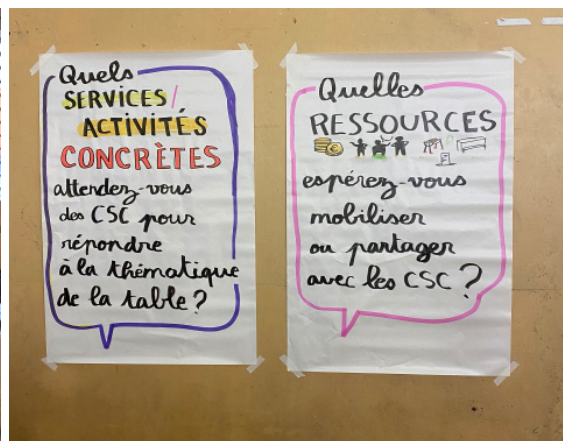 Quels
SERVICES/
ACTIVITÉS
CONCRÈTES
attendez-vous
des CSC pour
répondre
à la thématique
de la table ?
Quelles
RESSOURCES
espérez-vous
mobiliser
ou partager
avec les CSC ?